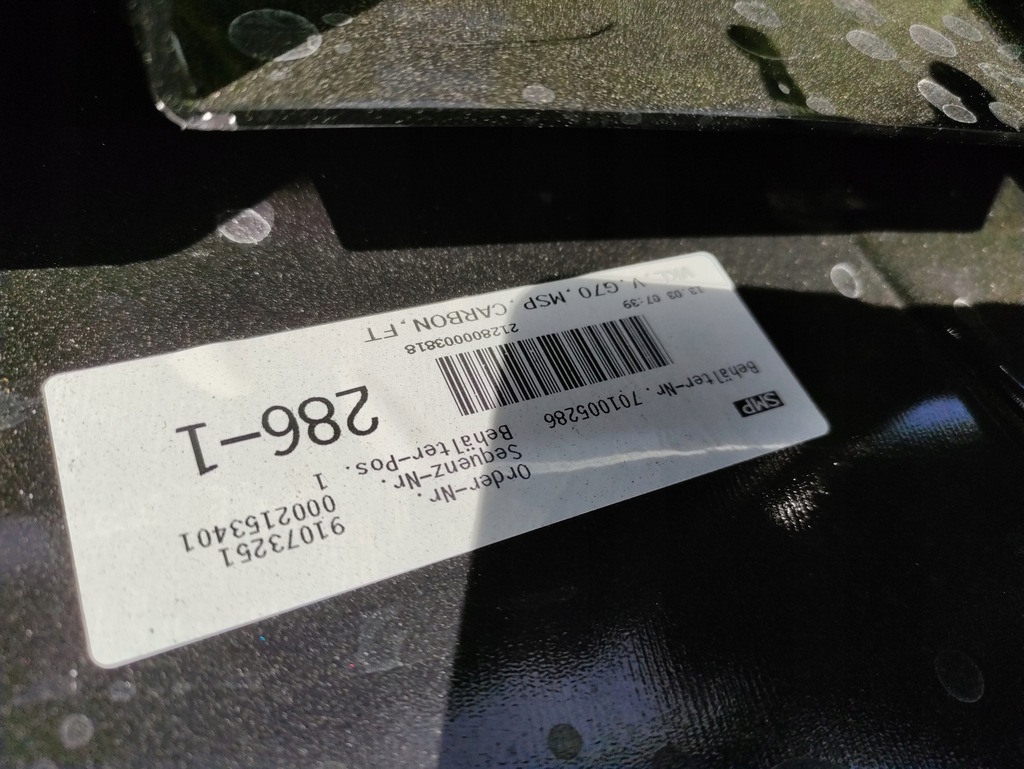 SMP
Order-Nr. 91073251
Sequenz-Nr. 0002153401
Behälter-Nr. 701005286 Behälter-Pos. 1
286-1
2128000003818
13.03 07:39
V.G70.MSP.CARBON.FT